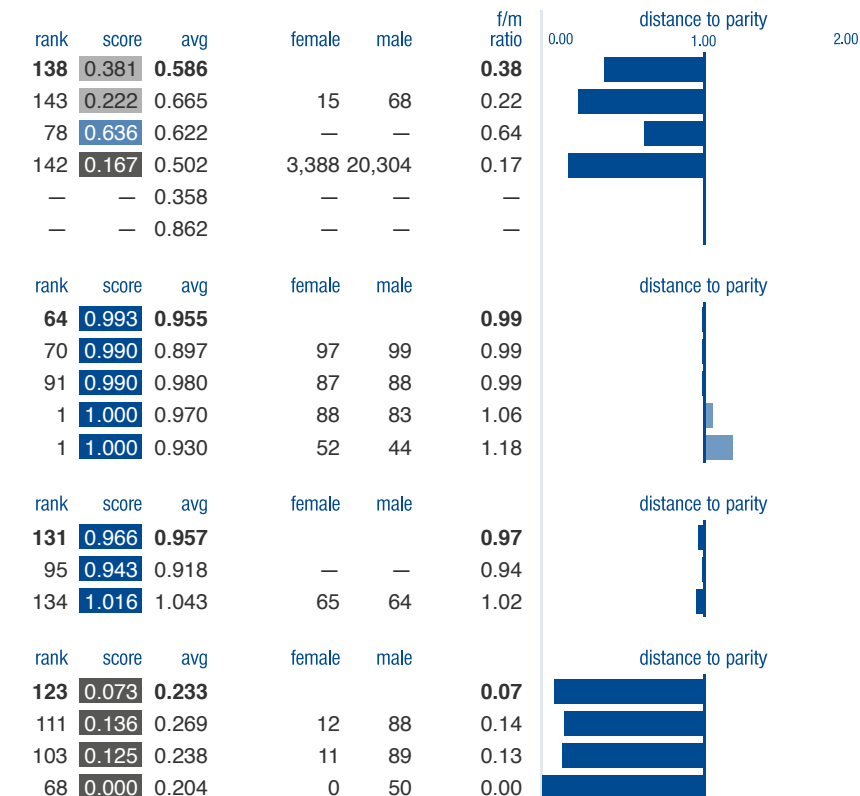 rank score avg female male f/m ratio distance to parity
0.00 1.00 2.00
138 0.381 0.586 0.38
143 0.222 0.665 15 68 0.22
78 0.636 0.622 — — 0.64
142 0.167 0.502 3,388 20,304 0.17
— — 0.358 — — —
— — 0.862 — — —
rank score avg female male distance to parity
64 0.993 0.955 0.99
70 0.990 0.897 97 99 0.99
91 0.990 0.980 87 88 0.99
1 1.000 0.970 88 83 1.06
1 1.000 0.930 52 44 1.18
rank score avg female male distance to parity
131 0.966 0.957 0.97
95 0.943 0.918 — — 0.94
134 1.016 1.043 65 64 1.02
rank score avg female male distance to parity
123 0.073 0.233 0.07
111 0.136 0.269 12 88 0.14
103 0.125 0.238 11 89 0.13
68 0.000 0.204 0 50 0.00